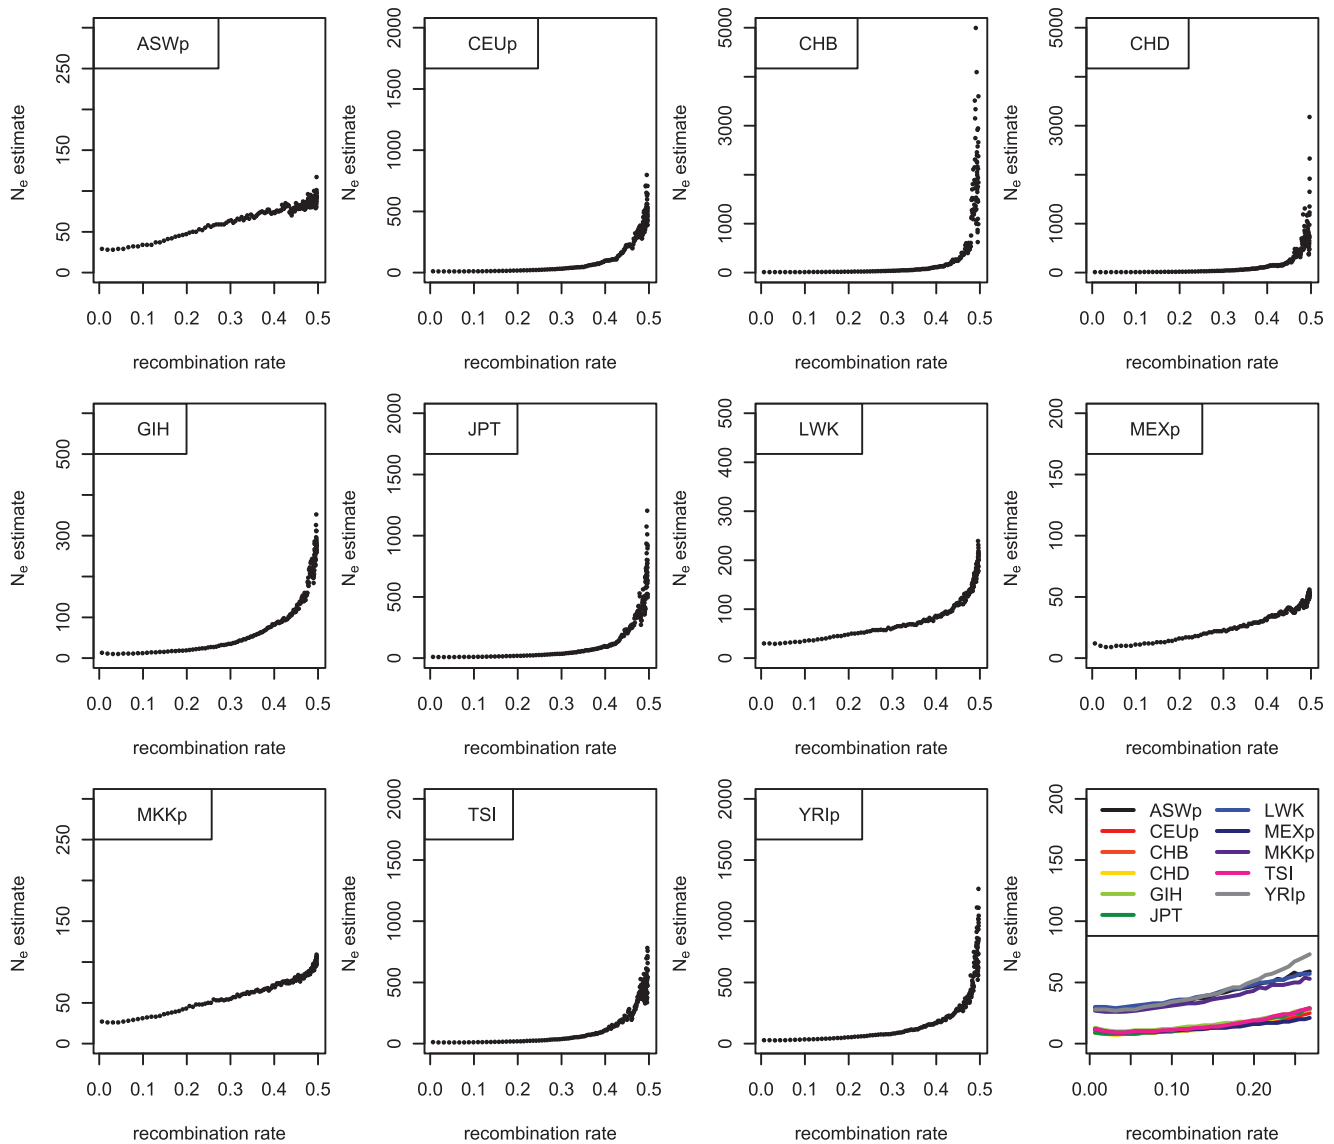 ASWp
Ne estimate
0 50 150 250
0.0 0.1 0.2 0.3 0.4 0.5
recombination rate
CEUp
Ne estimate
0 500 1000 1500 2000
0.0 0.1 0.2 0.3 0.4 0.5
recombination rate
CHB
Ne estimate
0 1000 3000 5000
0.0 0.1 0.2 0.3 0.4 0.5
recombination rate
CHD
Ne estimate
0 1000 3000 5000
0.0 0.1 0.2 0.3 0.4 0.5
recombination rate
GIH
Ne estimate
0 100 300 500
0.0 0.1 0.2 0.3 0.4 0.5
recombination rate
JPT
Ne estimate
0 500 1000 1500 2000
0.0 0.1 0.2 0.3 0.4 0.5
recombination rate
LWK
Ne estimate
0 100 200 300 400 500
0.0 0.1 0.2 0.3 0.4 0.5
recombination rate
MEXp
Ne estimate
0 50 100 150 200
0.0 0.1 0.2 0.3 0.4 0.5
recombination rate
MKKp
Ne estimate
0 50 150 250
0.0 0.1 0.2 0.3 0.4 0.5
recombination rate
TSI
Ne estimate
0 500 1000 1500 2000
0.0 0.1 0.2 0.3 0.4 0.5
recombination rate
YRIp
Ne estimate
0 500 1000 1500 2000
0.0 0.1 0.2 0.3 0.4 0.5
recombination rate
ASWp
CEUp
CHB
CHD
GIH
JPT
LWK
MEXp
MKKp
TSI
YRIp
Ne estimate
0 50 100 150 200
0.00 0.10 0.20
recombination rate